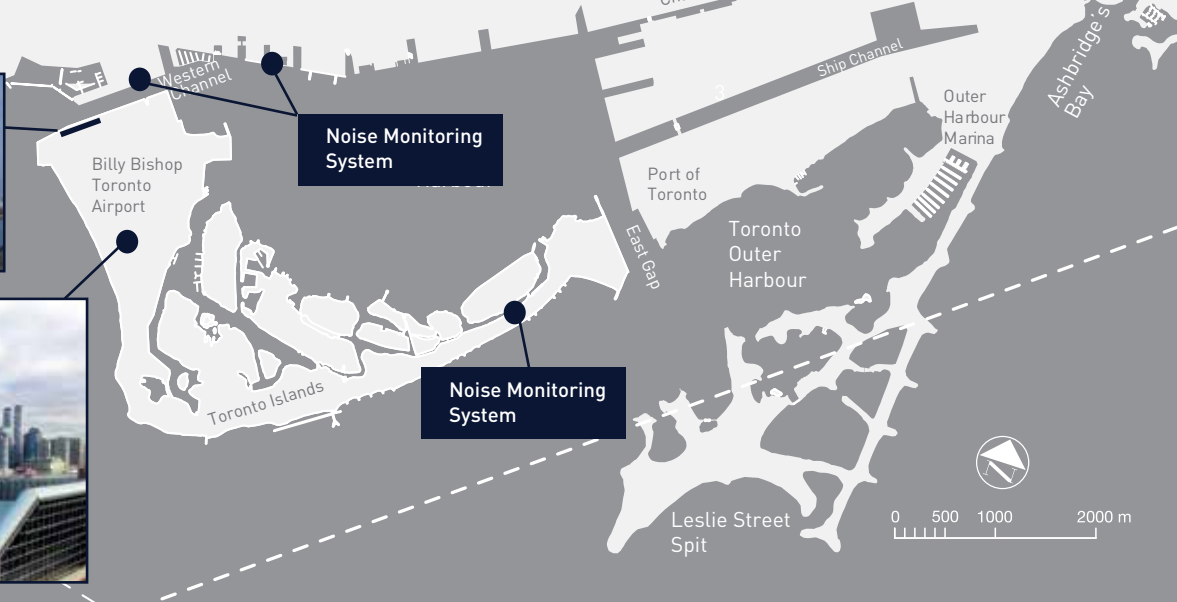 Western
Channel
Noise Monitoring
System
Billy Bishop
Toronto
Airport
Ship Channel
3
Ashbridge's
Bay
Outer
Harbour
Marina
Port of
Toronto
East Gap
Toronto
Outer
Harbour
Toronto Islands
Noise Monitoring
System
Leslie Street
Spit
0 500 1000 2000 m